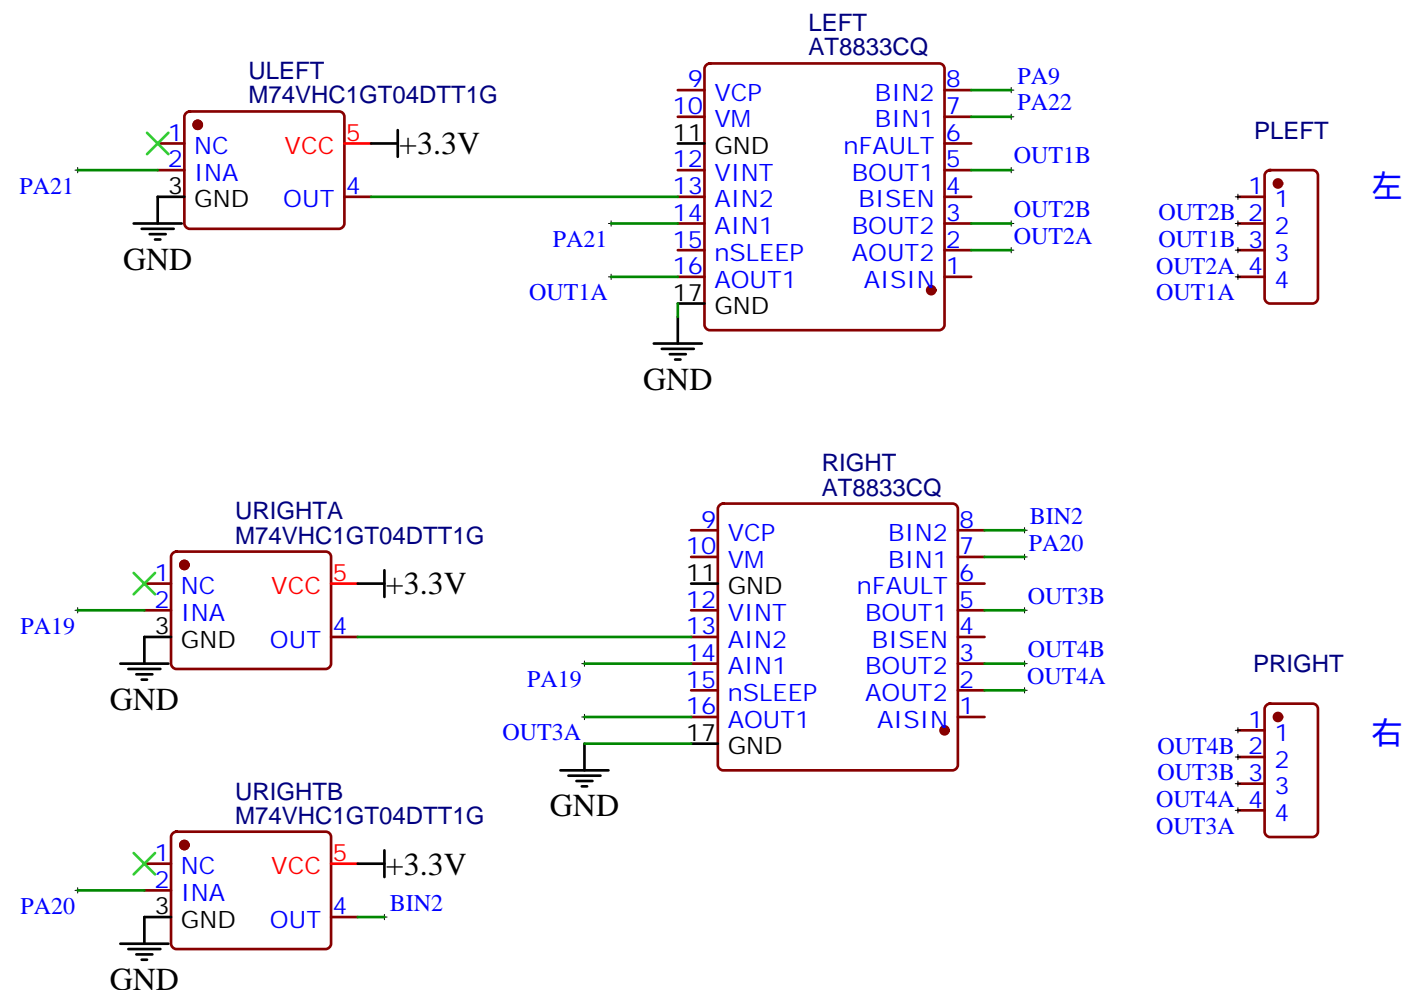 LEFT
AT8833CQ
ULEFT
M74VHC1GT04DTT1G
1 NC
2 INA
3 GND
VCC 5
OUT 4
+3.3V
PA21
GND
9 VCP
10 VM
11 GND
12 VINT
13 AIN2
14 AIN1
15 nSLEEP
16 AOUT1
17 GND
BIN2 8
BIN1 7
nFAULT 6
BOUT1 5
BISEN 4
BOUT2 3
AOUT2 2
AISIN 1
PA9
PA22
OUT1B
OUT2B
OUT2A
PA21
OUT1A
GND
PLEFT
1 1
OUT2B 2 2
OUT1B 3 3
OUT2A 4 4
OUT1A
左
RIGHT
AT8833CQ
URIGHTA
M74VHC1GT04DTT1G
1 NC
2 INA
3 GND
VCC 5
OUT 4
+3.3V
PA19
GND
9 VCP
10 VM
11 GND
12 VINT
13 AIN2
14 AIN1
15 nSLEEP
16 AOUT1
17 GND
BIN2 8
BIN1 7
nFAULT 6
BOUT1 5
BISEN 4
BOUT2 3
AOUT2 2
AISIN 1
BIN2
PA20
OUT3B
OUT4B
OUT4A
PA19
OUT3A
GND
PRIGHT
1 1
OUT4B 2 2
OUT3B 3 3
OUT4A 4 4
OUT3A
右
URIGHTB
M74VHC1GT04DTT1G
1 NC
2 INA
3 GND
VCC 5
OUT 4
+3.3V
BIN2
PA20
GND